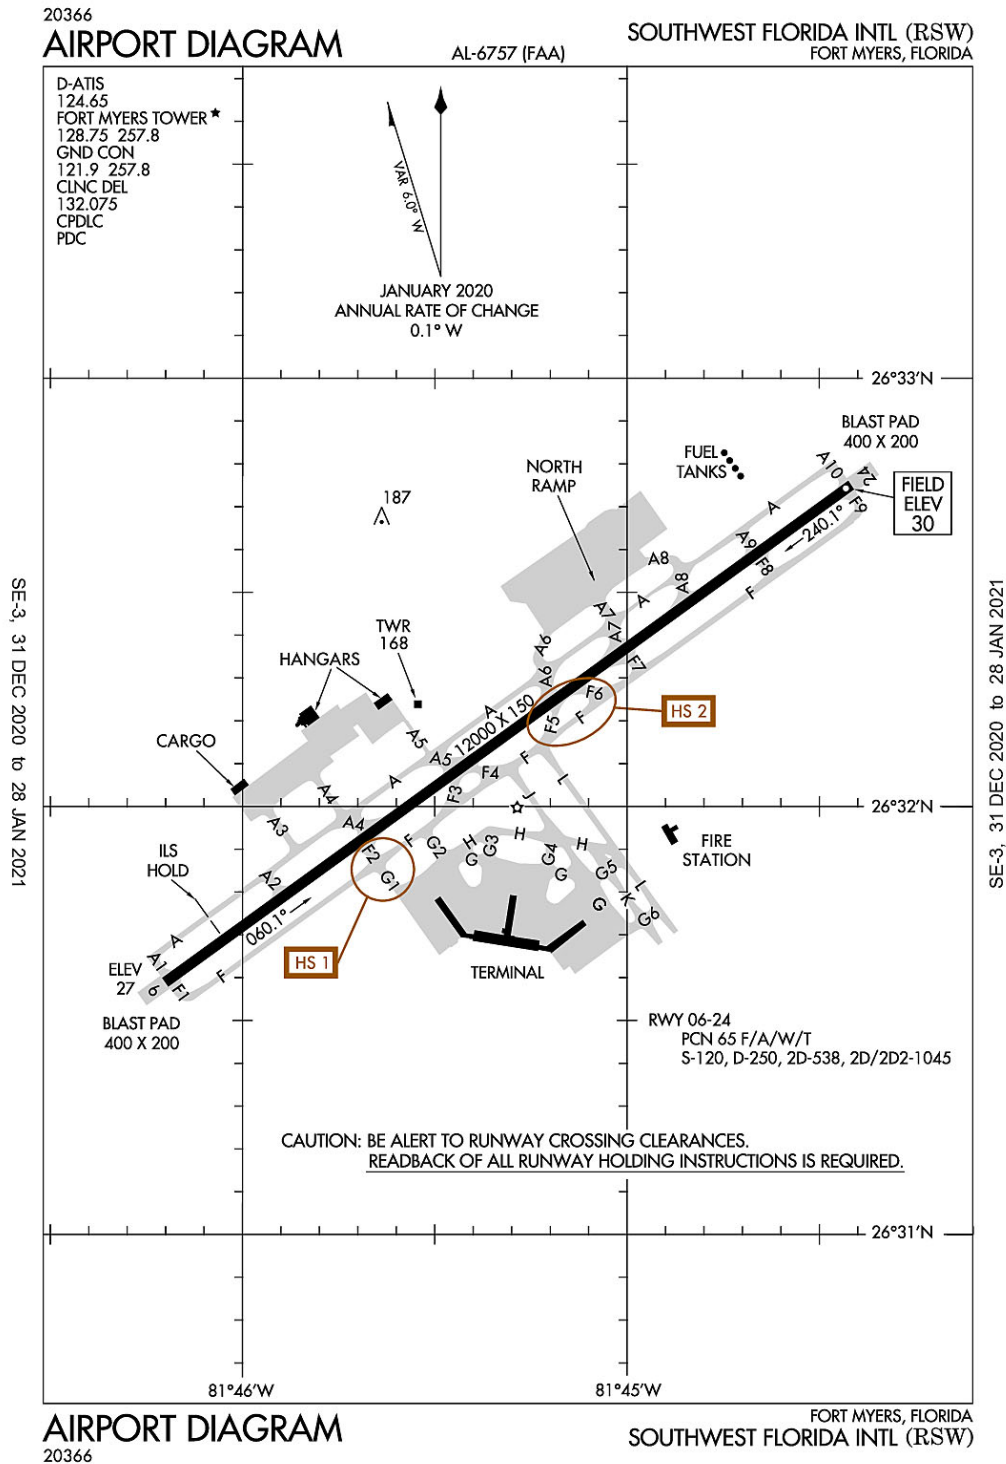 20366
AIRPORT DIAGRAM
AL-6757 (FAA)
SOUTHWEST FLORIDA INTL (RSW)
FORT MYERS, FLORIDA
D-ATIS
124.65
FORT MYERS TOWER ★
128.75 257.8
GND CON
121.9 257.8
CLNC DEL
132.075
CPDLC
PDC
VAR 6.0° W
JANUARY 2020
ANNUAL RATE OF CHANGE
0.1° W
26°33'N
BLAST PAD
400 X 200
FUEL
TANKS
NORTH
RAMP
187
A10
24
FIELD
ELEV
30
F9
A
240.1°
A9
F8
A8
A8
F
A
A7
A7
F7
A6
A6
TWR
168
HANGARS
F6
F5
F
HS 2
A
12000 X 150
A5
A5
CARGO
F4
F
F3
L
J
A
A4
A4
A3
26°32'N
F2
F
G2
H
G
G3
H
G4
G
H
G5
FIRE
STATION
ILS
HOLD
A2
G1
L
K
G
G6
060.1°
A
A1
HS 1
TERMINAL
ELEV
27
6
F1
F
BLAST PAD
400 X 200
RWY 06-24
PCN 65 F/A/W/T
S-120, D-250, 2D-538, 2D/2D2-1045
CAUTION: BE ALERT TO RUNWAY CROSSING CLEARANCES.
READBACK OF ALL RUNWAY HOLDING INSTRUCTIONS IS REQUIRED.
26°31'N
81°46'W
81°45'W
SE-3, 31 DEC 2020 to 28 JAN 2021
SE-3, 31 DEC 2020 to 28 JAN 2021
AIRPORT DIAGRAM
20366
FORT MYERS, FLORIDA
SOUTHWEST FLORIDA INTL (RSW)